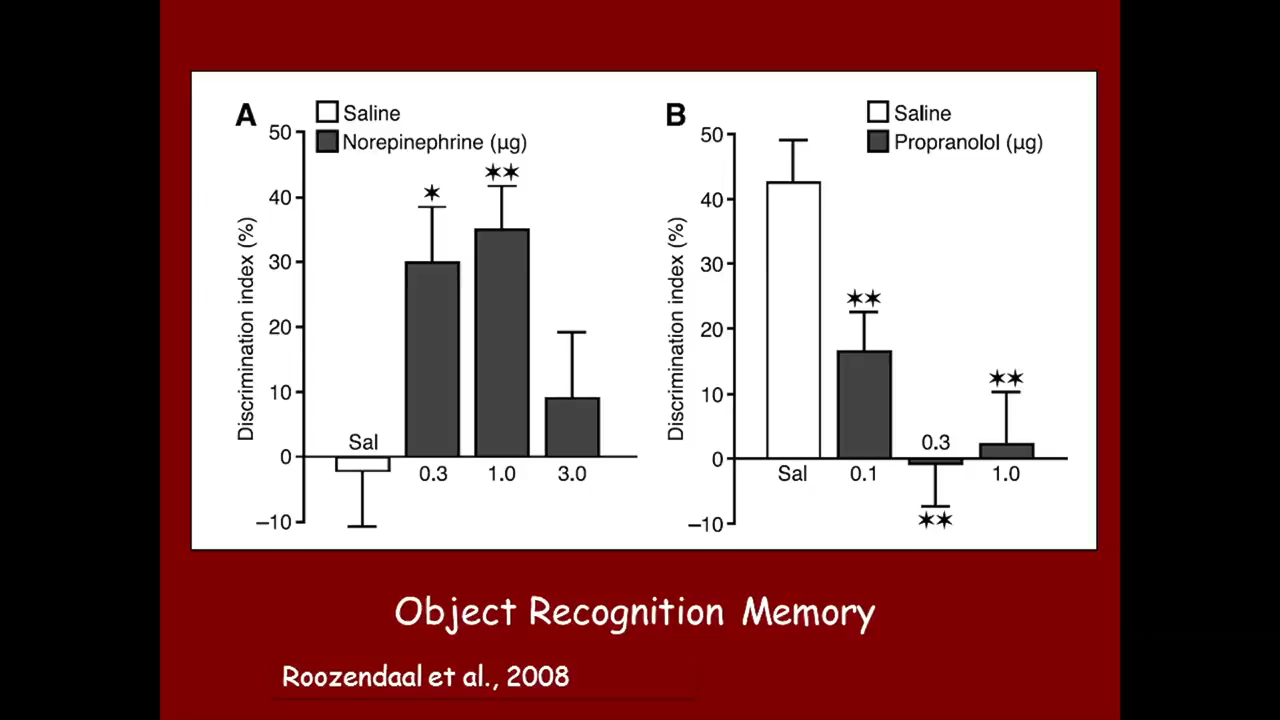 A
Saline
Norepinephrine (µg)
Discrimination index (%)
50
40
30
20
10
0
–10
✶
✶✶
Sal
0.3
1.0
3.0
B
Saline
Propranolol (µg)
Discrimination index (%)
50
40
30
20
10
0
–10
✶✶
✶✶
0.3
Sal
0.1
1.0
✶✶
Object Recognition Memory
Roozendaal et al., 2008